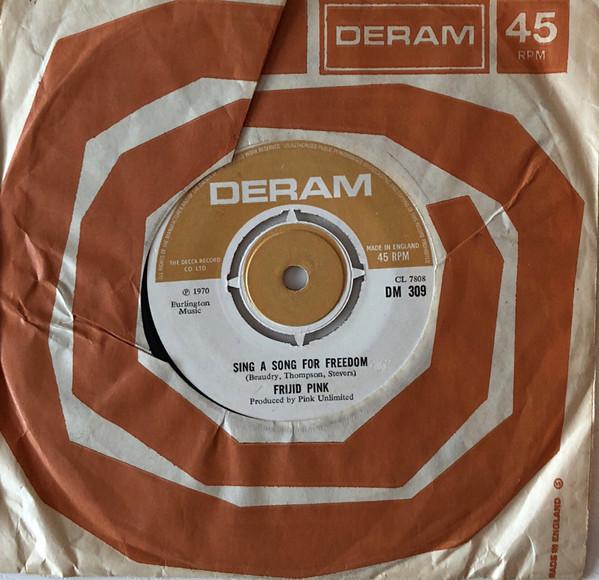 DERAM
45
RPM
DERAM
THE DECCA RECORD
CO LTD
MADE IN ENGLAND
45 RPM
℗ 1970
Burlington
Music
CL 7808
DM 309
SING A SONG FOR FREEDOM
(Beaudry, Thompson, Stevers)
FRIJID PINK
Produced by Pink Unlimited
MADE IN ENGLAND